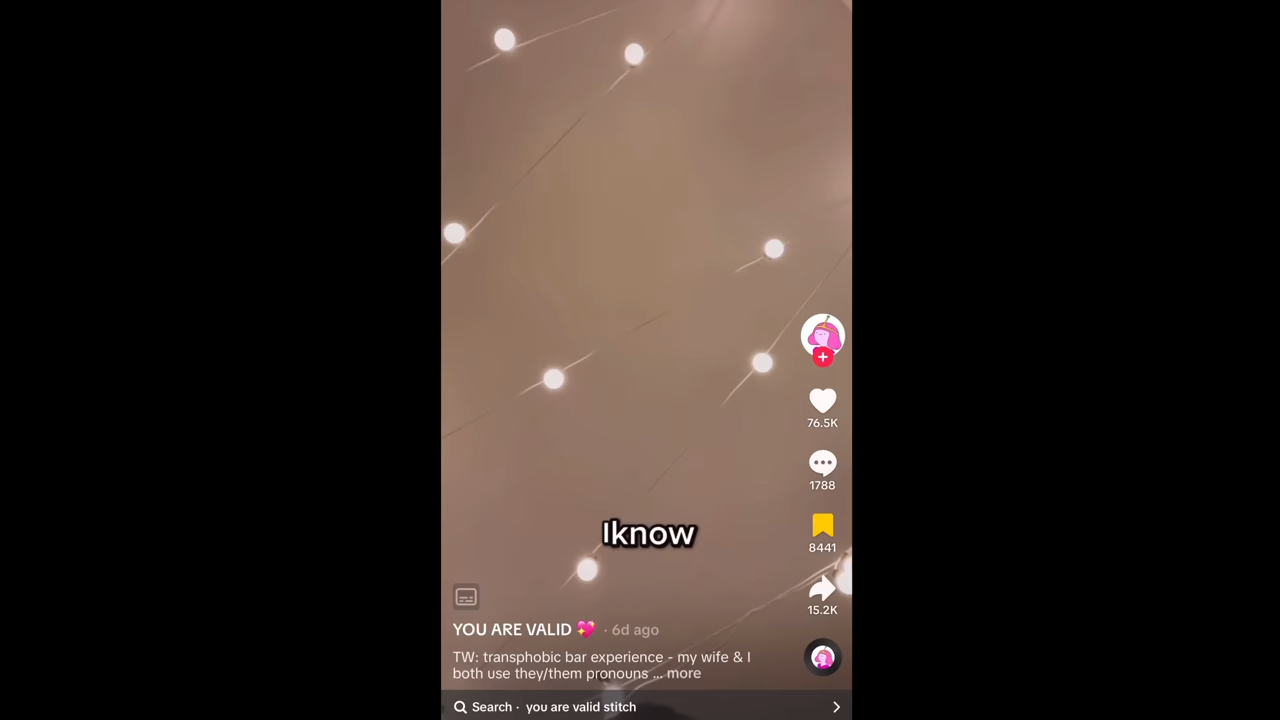 76.5K
1788
Iknow
8441
15.2K
YOU ARE VALID 💖 · 6d ago
TW: transphobic bar experience - my wife & I
both use they/them pronouns ... more
Search · you are valid stitch